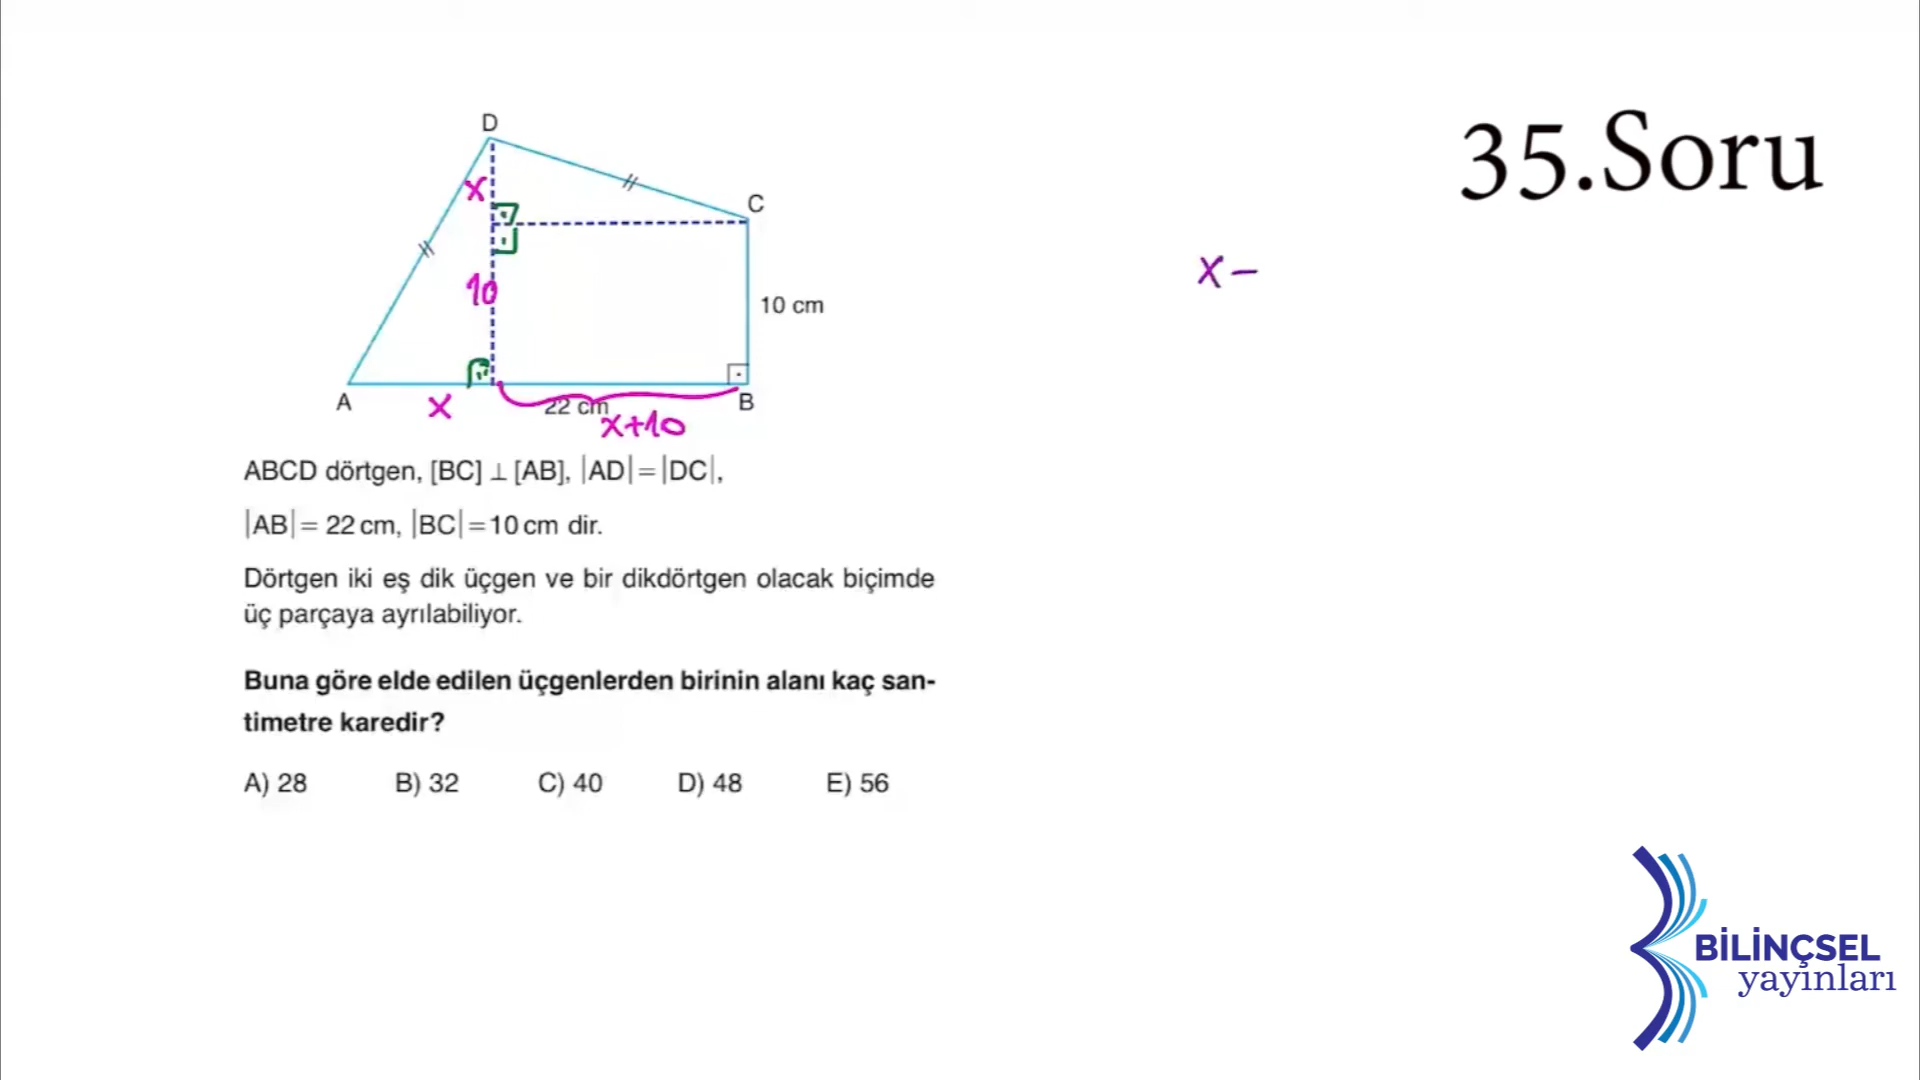 35.Soru
D
x
C
x –
10
10 cm
A
x
22 cm
B
x+10
ABCD dörtgen, [BC] ⊥ [AB], |AD| = |DC|,
|AB| = 22 cm, |BC| = 10 cm dir.
Dörtgen iki eş dik üçgen ve bir dikdörtgen olacak biçimde
üç parçaya ayrılabiliyor.
Buna göre elde edilen üçgenlerden birinin alanı kaç san-
timetre karedir?
A) 28 B) 32 C) 40 D) 48 E) 56
BİLİNÇSEL
yayınları